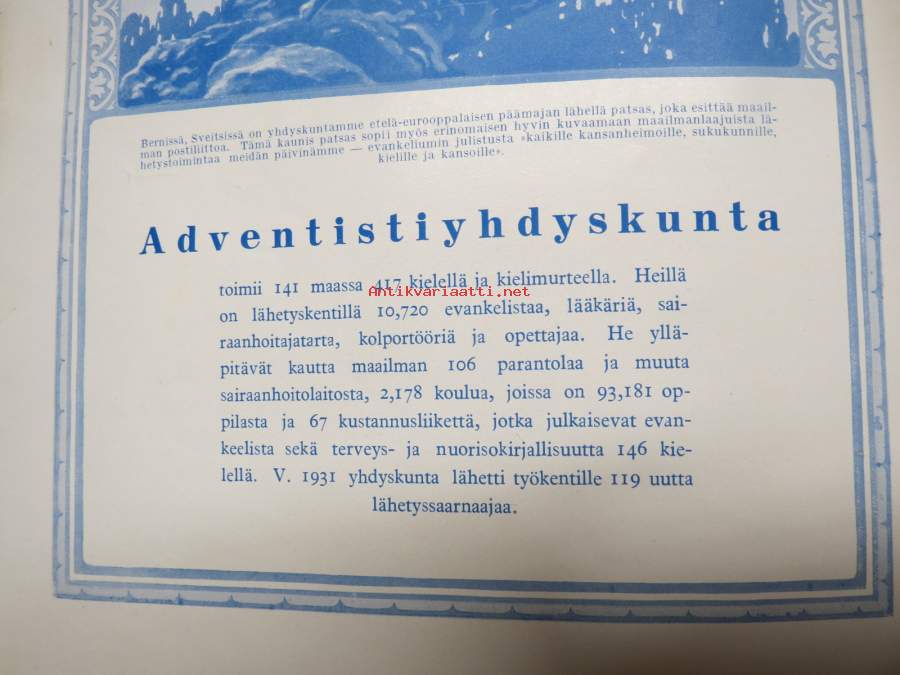 Bernissä, Sveitsissä on yhdyskuntamme etelä-eurooppalaisen päämajan lähellä patsas, joka esittää maail-
man postiliittoa. Tämä kaunis patsas sopii myös erinomaisen hyvin kuvaamaan maailmanlaajuista lä-
hetystoimintaa meidän päivinämme — evankeliumin julistusta »kaikille kansanheimoille, sukukunnille,
kielille ja kansoille».
Adventistiyhdyskunta
toimii 141 maassa 417 kielellä ja kielimurteella. Heillä
Antikvariaatti.net
on lähetyskentillä 10,720 evankelistaa, lääkäriä, sai-
raanhoitajatarta, kolportööriä ja opettajaa. He yllä-
pitävät kautta maailman 106 parantolaa ja muuta
sairaanhoitolaitosta, 2,178 koulua, joissa on 93,181 op-
pilasta ja 67 kustannusliikettä, jotka julkaisevat evan-
keelista sekä terveys- ja nuorisokirjallisuutta 146 kie-
lellä. V. 1931 yhdyskunta lähetti työkentille 119 uutta
lähetyssaarnaajaa.